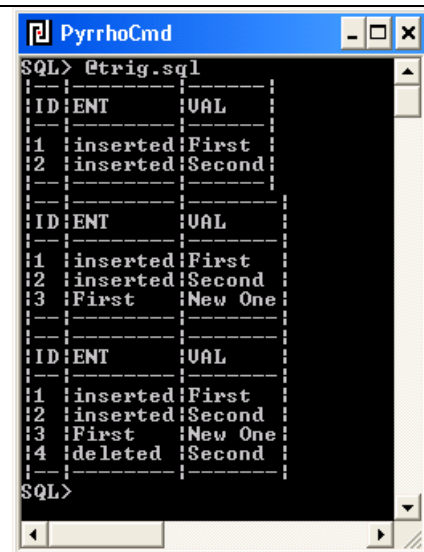 PyrrhoCmd
SQL> @trig.sql
|--|--------|------|
|ID|ENT     |VAL   |
|--|--------|------|
|1 |inserted|First |
|2 |inserted|Second|
|--|--------|------|
|--|--------|-------|
|ID|ENT     |VAL    |
|--|--------|-------|
|1 |inserted|First  |
|2 |inserted|Second |
|3 |First   |New One|
|--|--------|-------|
|--|--------|-------|
|ID|ENT     |VAL    |
|--|--------|-------|
|1 |inserted|First  |
|2 |inserted|Second |
|3 |First   |New One|
|4 |deleted |Second |
|--|--------|-------|
SQL>